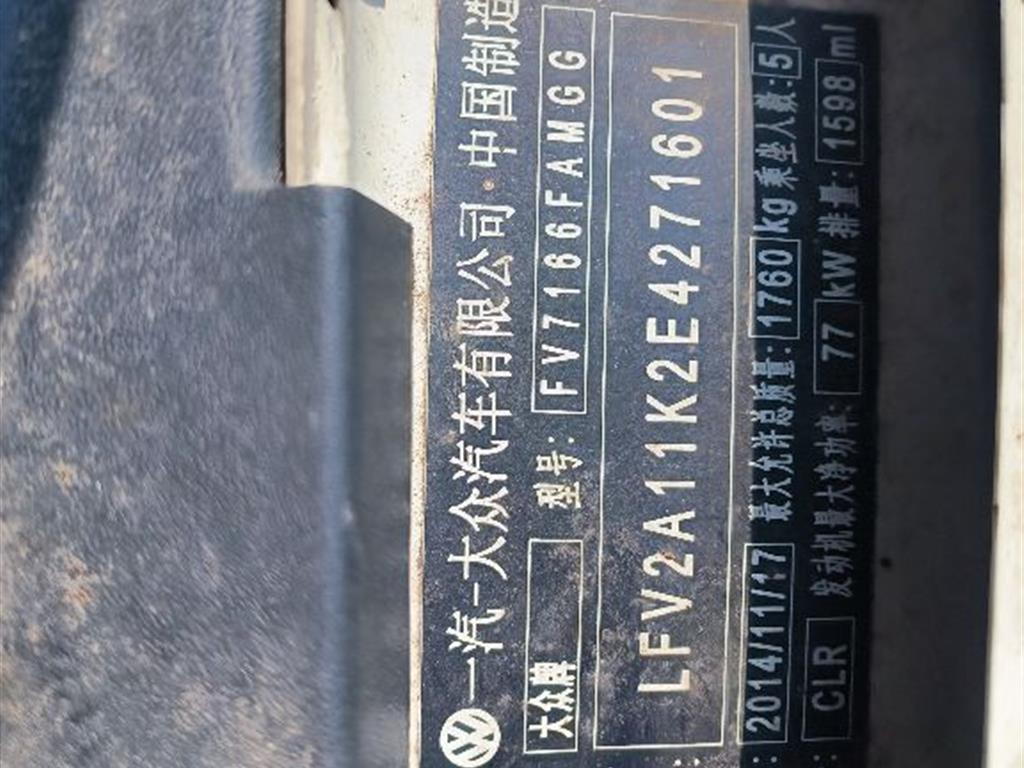 一汽-大众汽车有限公司·中国制造
大众牌 型号: FV7166FAMGG
LFV2A11K2E4271601
: 2014/11/17 最大允许总质量: 1760 kg 乘坐人数: 5 人
: CLR 发动机最大净功率: 77 kW 排量: 1598 ml